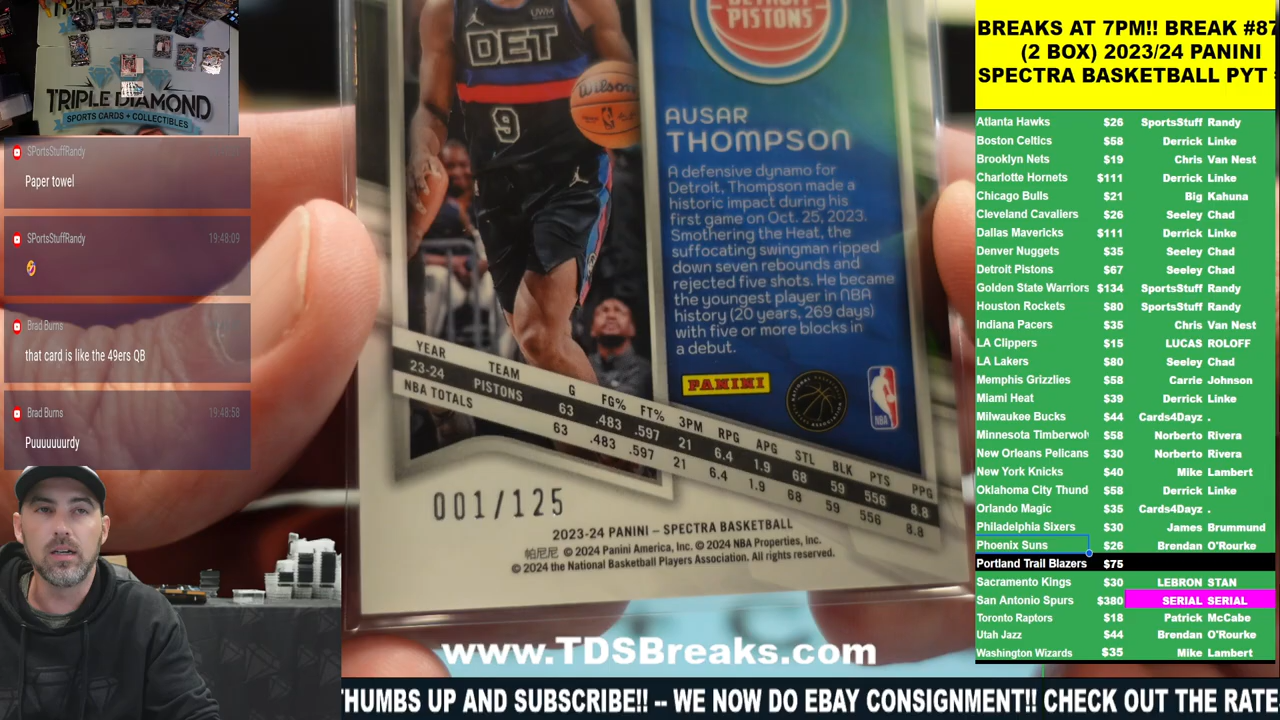 TRIPLE DIAMOND
SPORTS CARDS + COLLECTIBLES
SPortsStuffRandy
Paper towel
SPortsStuffRandy 19:48:09
Brad Burns
that card is like the 49ers QB
Brad Burns 19:48:58
Puuuuuuurdy
UWM
DET
9
Wilson
DETROIT
PISTONS
AUSAR
THOMPSON
A defensive dynamo for
Detroit, Thompson made a
historic impact during his
first game on Oct. 25, 2023.
Smothering the Heat, the
suffocating swingman ripped
down seven rebounds and
rejected five shots. He became
the youngest player in NBA
history (20 years, 269 days)
with five or more blocks in
a debut.
PANINI
NBA
YEAR TEAM G FG% FT% 3PM RPG APG STL BLK PTS PPG
23-24 PISTONS 63 .483 .597 21 6.4 1.9 68 59 556 8.8
NBA TOTALS 63 .483 .597 21 6.4 1.9 68 59 556 8.8
001/125
2023-24 PANINI – SPECTRA BASKETBALL
帕尼尼 © 2024 Panini America, Inc. © 2024 NBA Properties, Inc.
© 2024 the National Basketball Players Association. All rights reserved.
www.TDSBreaks.com
THUMBS UP AND SUBSCRIBE!! -- WE NOW DO EBAY CONSIGNMENT!! CHECK OUT THE RATE
BREAKS AT 7PM!! BREAK #87
(2 BOX) 2023/24 PANINI
SPECTRA BASKETBALL PYT
Atlanta Hawks $26 SportsStuff Randy
Boston Celtics $58 Derrick Linke
Brooklyn Nets $19 Chris Van Nest
Charlotte Hornets $111 Derrick Linke
Chicago Bulls $21 Big Kahuna
Cleveland Cavaliers $26 Seeley Chad
Dallas Mavericks $111 Derrick Linke
Denver Nuggets $35 Seeley Chad
Detroit Pistons $67 Seeley Chad
Golden State Warriors $134 SportsStuff Randy
Houston Rockets $80 SportsStuff Randy
Indiana Pacers $35 Chris Van Nest
LA Clippers $15 LUCAS ROLOFF
LA Lakers $80 Seeley Chad
Memphis Grizzlies $58 Carrie Johnson
Miami Heat $39 Derrick Linke
Milwaukee Bucks $44 Cards4Dayz .
Minnesota Timberwolv $58 Norberto Rivera
New Orleans Pelicans $30 Norberto Rivera
New York Knicks $40 Mike Lambert
Oklahoma City Thund $58 Derrick Linke
Orlando Magic $35 Cards4Dayz .
Philadelphia Sixers $30 James Brummund
Phoenix Suns $26 Brendan O'Rourke
Portland Trail Blazers $75
Sacramento Kings $30 LEBRON STAN
San Antonio Spurs $380 SERIAL SERIAL
Toronto Raptors $18 Patrick McCabe
Utah Jazz $44 Brendan O'Rourke
Washington Wizards $35 Mike Lambert